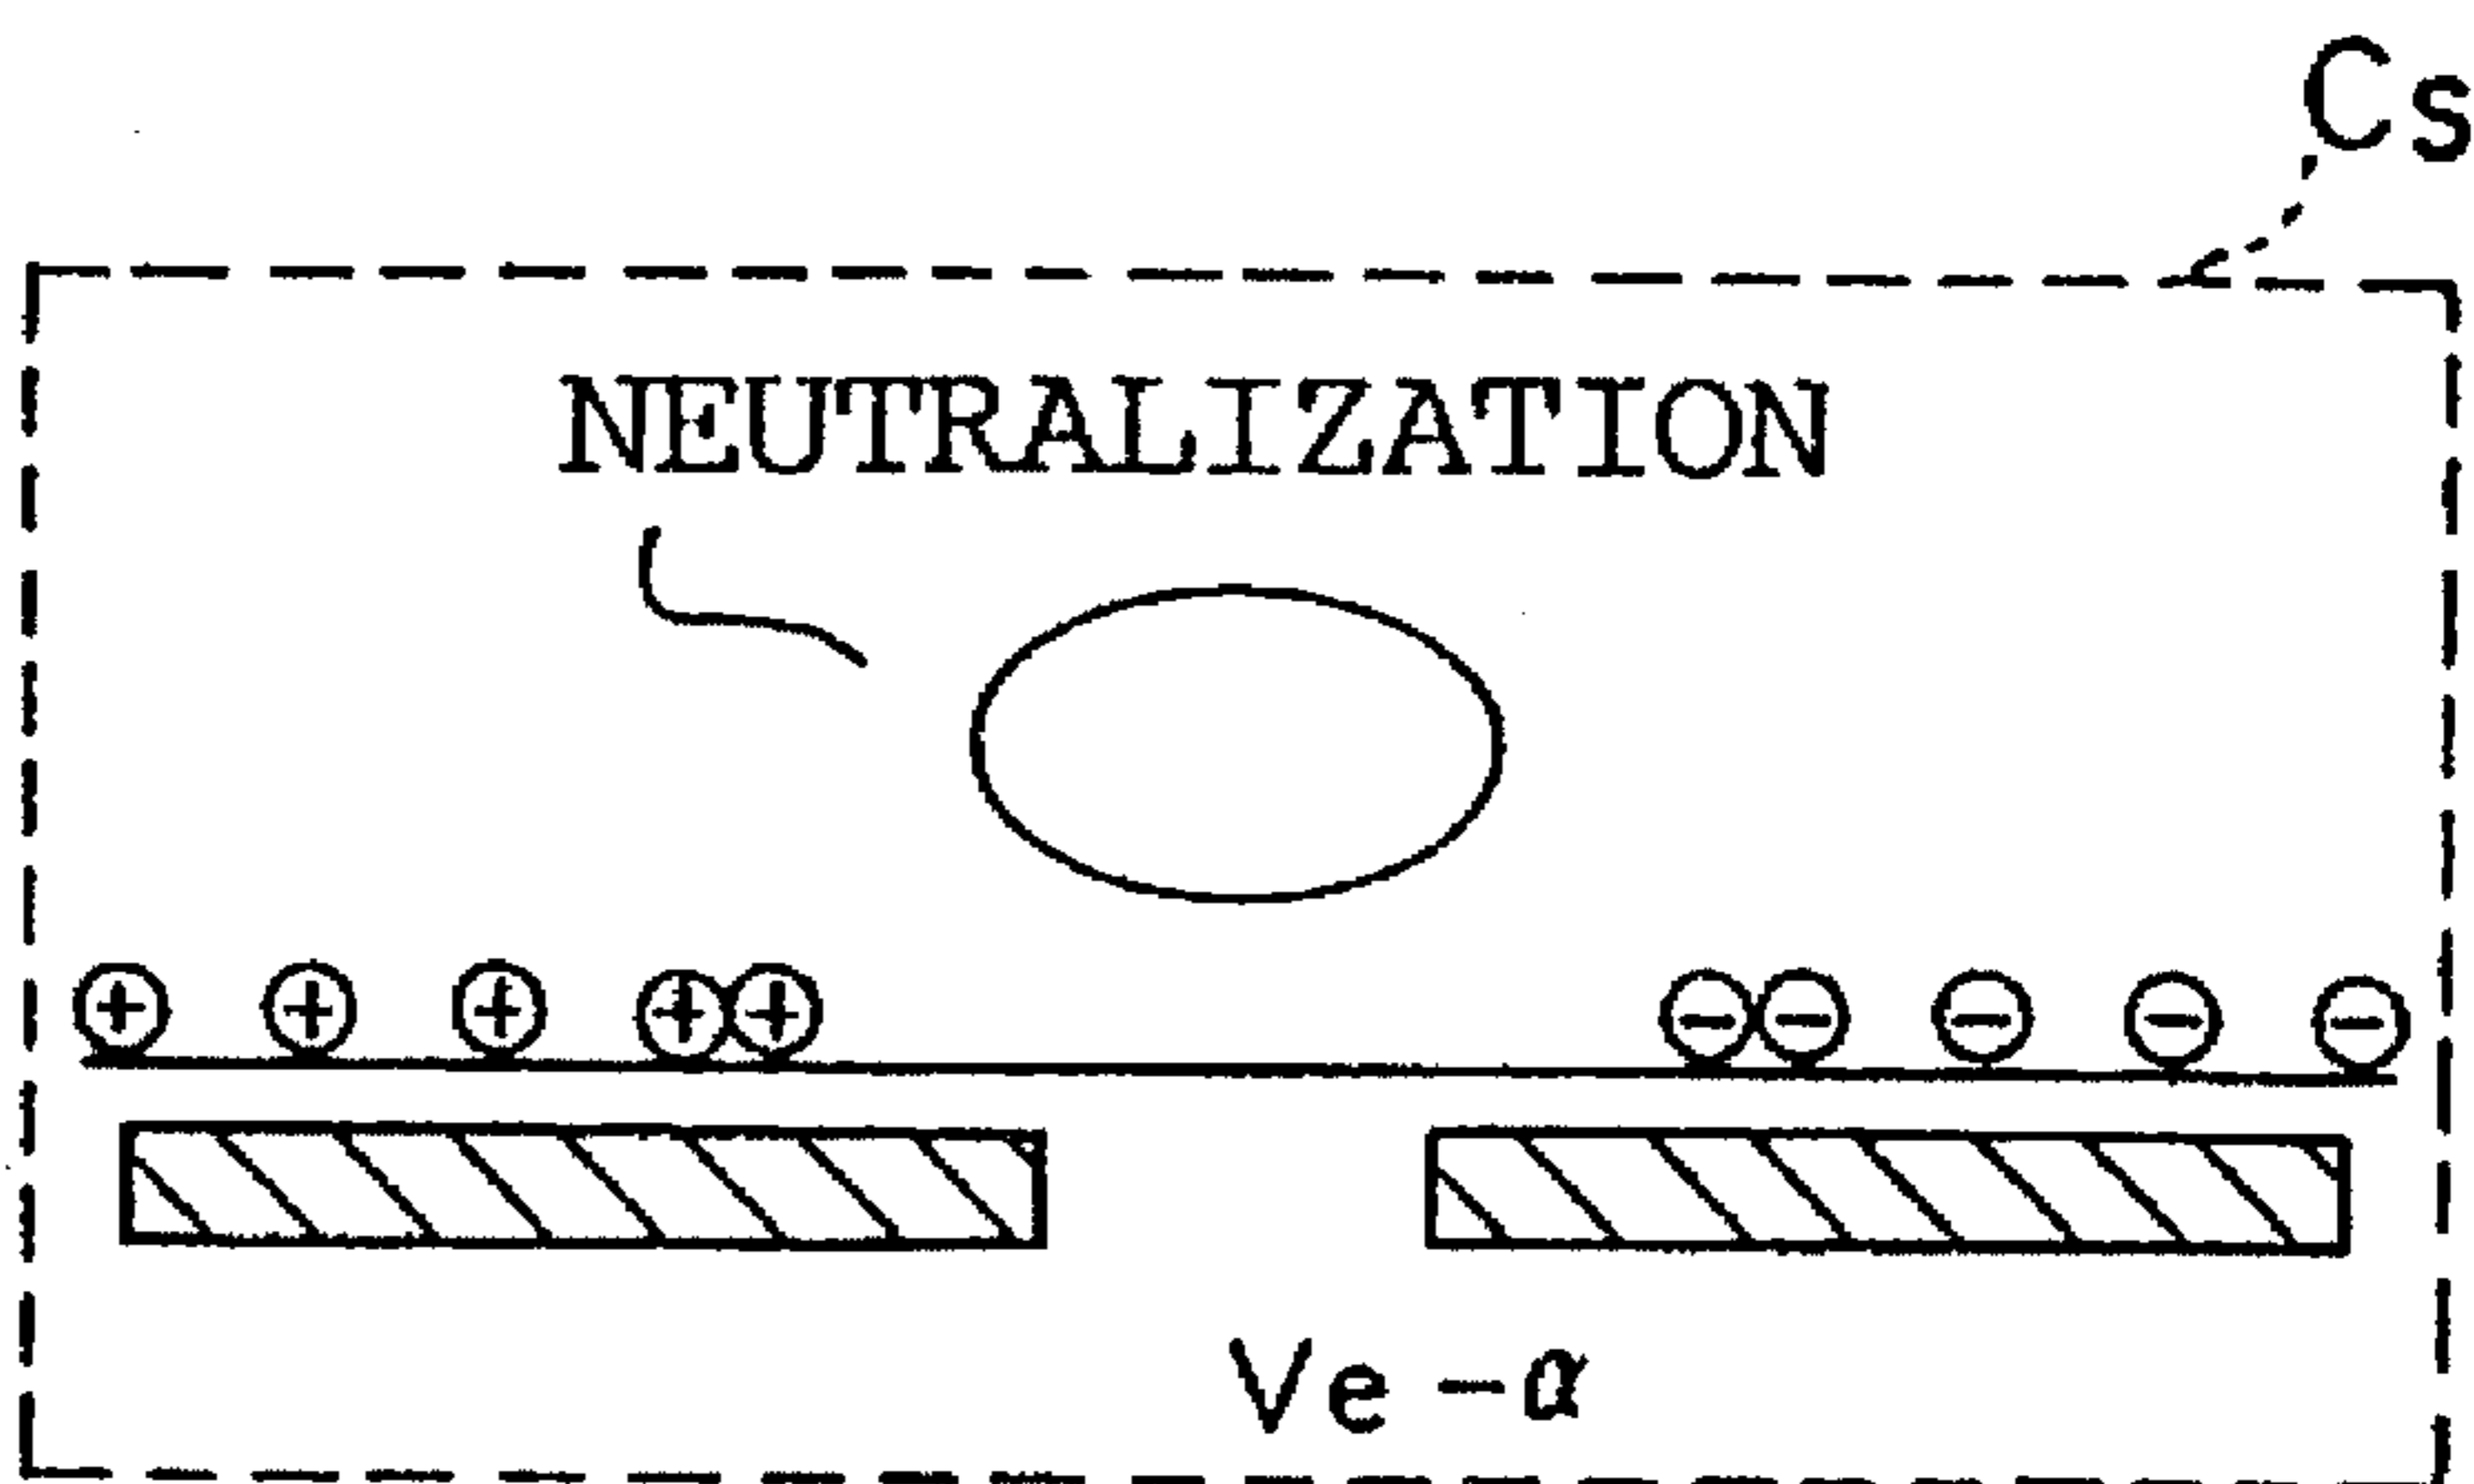 Cs
NEUTRALIZATION
+ + + + + - - - - -
Ve -α